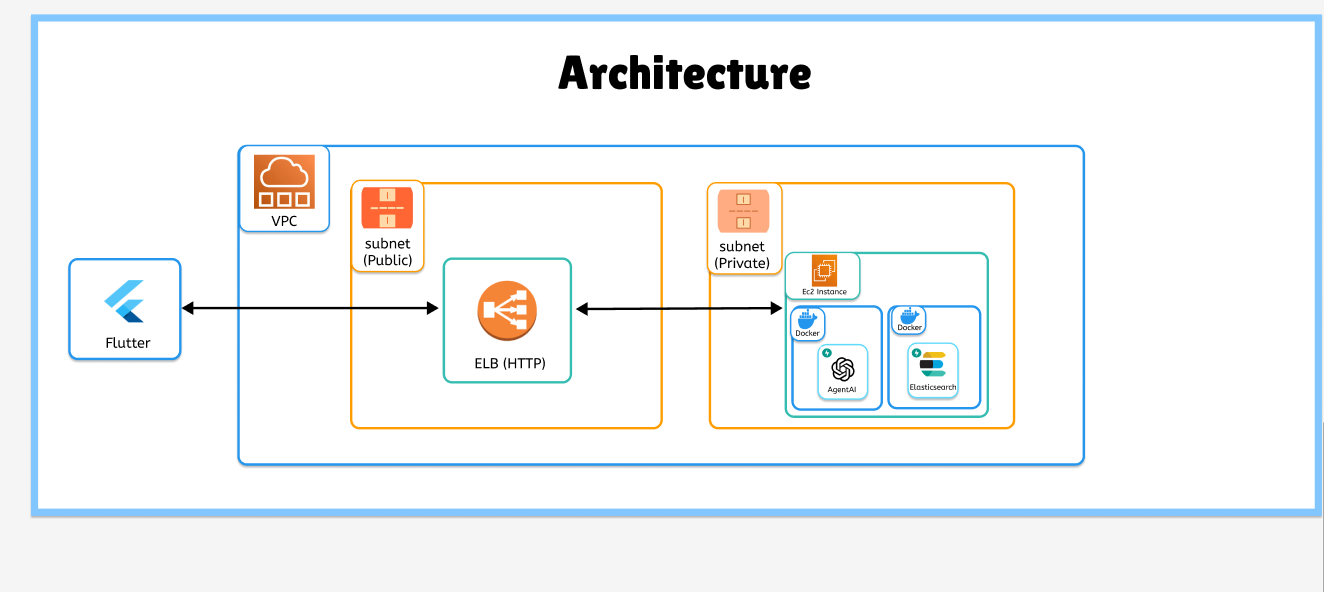 Architecture
VPC
subnet
(Public)
subnet
(Private)
Ec2 Instance
Docker
Docker
Flutter
ELB (HTTP)
AgentAI
Elasticsearch